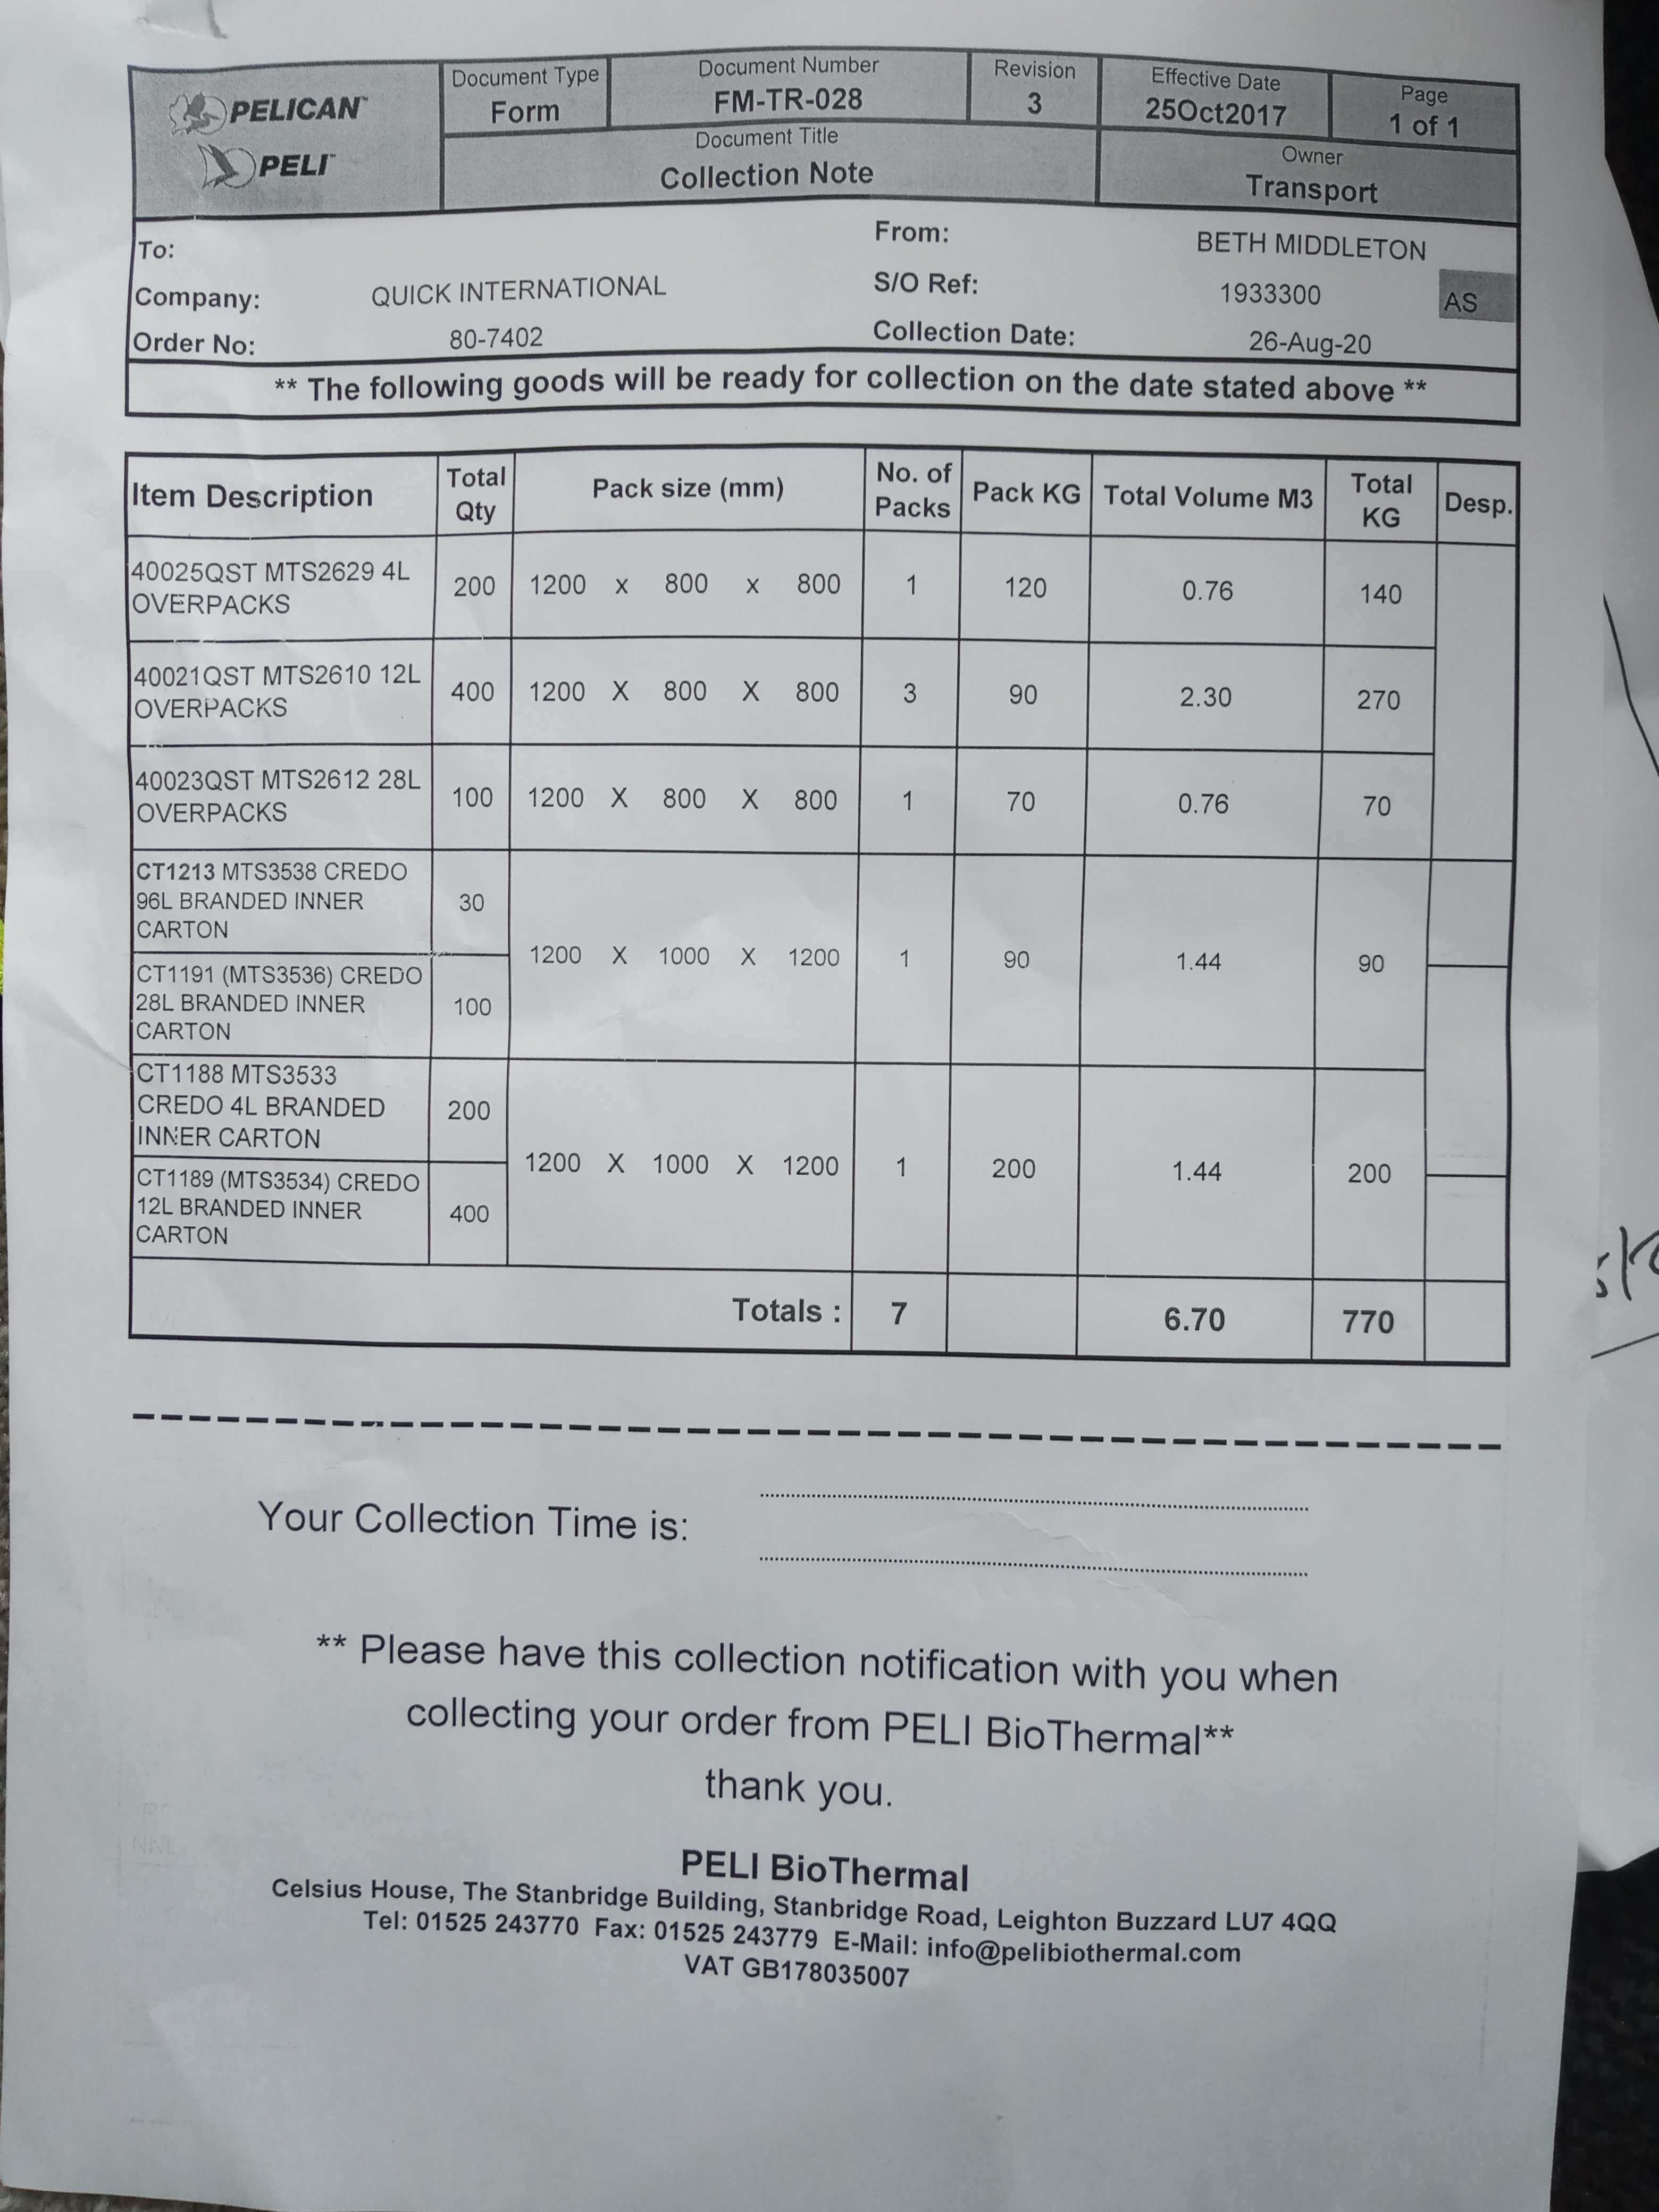 PELICAN™
PELI™
Document Type
Form
Document Number
FM-TR-028
Revision
3
Effective Date
25Oct2017
Page
1 of 1
Document Title
Collection Note
Owner
Transport
To:
From: BETH MIDDLETON
Company: QUICK INTERNATIONAL
S/O Ref: 1933300 AS
Order No: 80-7402
Collection Date: 26-Aug-20
** The following goods will be ready for collection on the date stated above **
Item Description Total Qty Pack size (mm) No. of Packs Pack KG Total Volume M3 Total KG Desp.
40025QST MTS2629 4L
OVERPACKS
200 1200 x 800 x 800 1 120 0.76 140
40021QST MTS2610 12L
OVERPACKS
400 1200 X 800 X 800 3 90 2.30 270
40023QST MTS2612 28L
OVERPACKS
100 1200 X 800 X 800 1 70 0.76 70
CT1213 MTS3538 CREDO
96L BRANDED INNER
CARTON
30
1200 X 1000 X 1200 1 90 1.44 90
CT1191 (MTS3536) CREDO
28L BRANDED INNER
CARTON
100
CT1188 MTS3533
CREDO 4L BRANDED
INNER CARTON
200
1200 X 1000 X 1200 1 200 1.44 200
CT1189 (MTS3534) CREDO
12L BRANDED INNER
CARTON
400
Totals : 7 6.70 770
Your Collection Time is:
** Please have this collection notification with you when
collecting your order from PELI BioThermal**
thank you.
PELI BioThermal
Celsius House, The Stanbridge Building, Stanbridge Road, Leighton Buzzard LU7 4QQ
Tel: 01525 243770 Fax: 01525 243779 E-Mail: info@pelibiothermal.com
VAT GB178035007